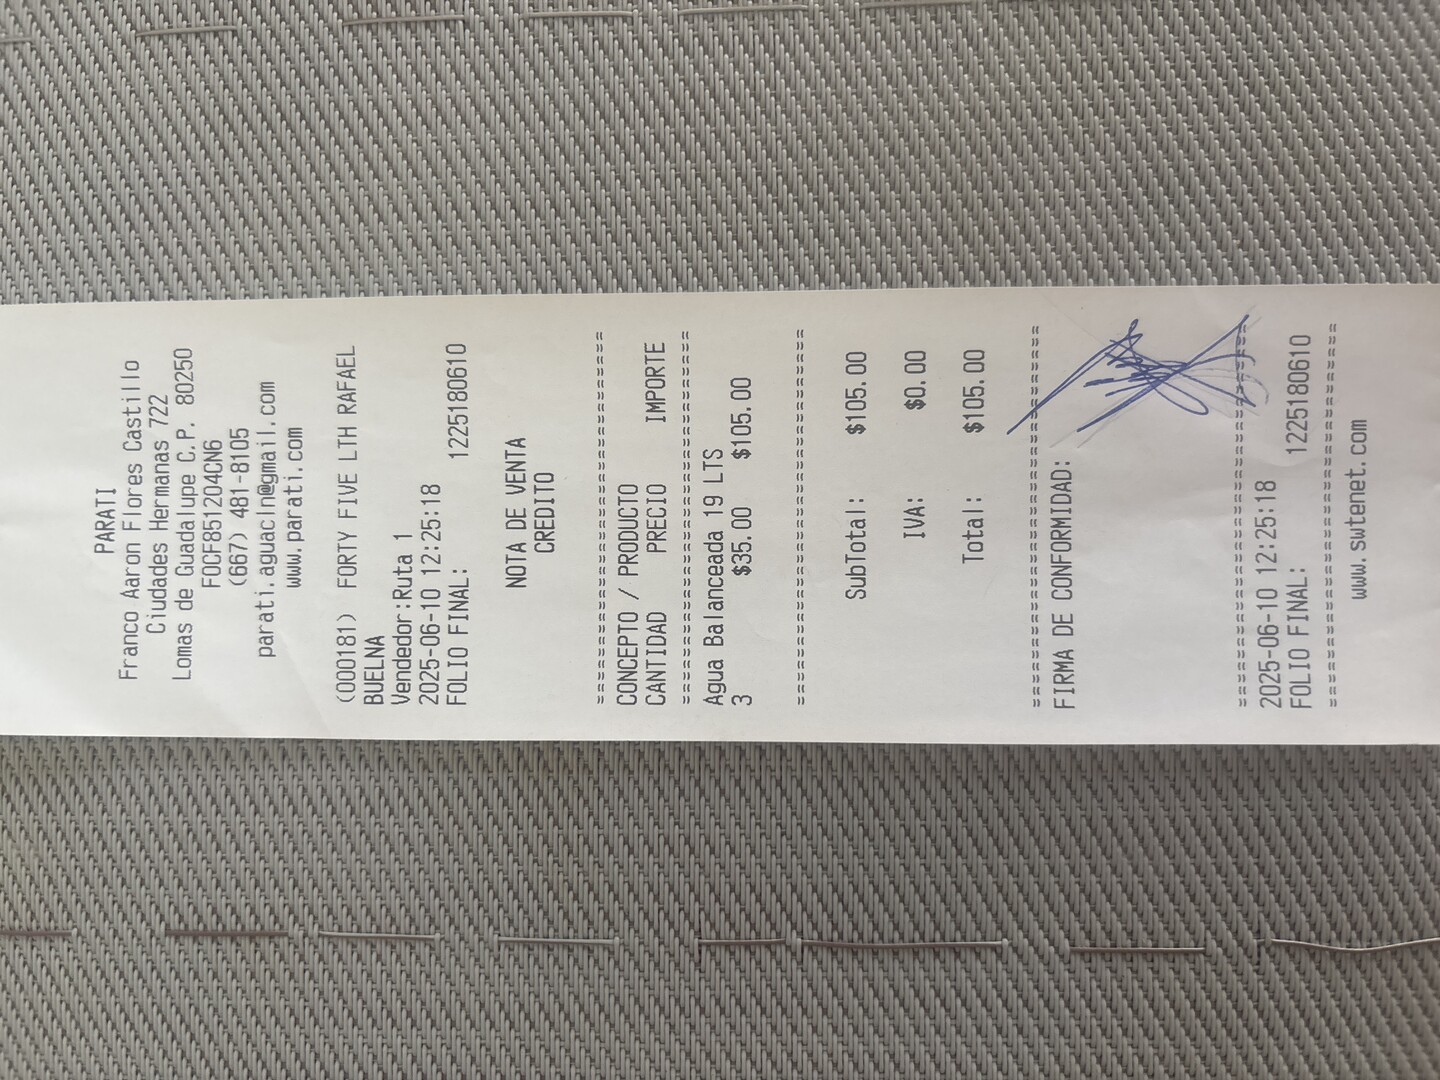 PARATI
Franco Aaron Flores Castillo
Ciudades Hermanas 722
Lomas de Guadalupe C.P. 80250
FOCF851204CN6
(667) 481-8105
parati.aguacln@gmail.com
www.parati.com
(000181) FORTY FIVE LTH RAFAEL
BUELNA
Vendedor:Ruta 1
2025-06-10 12:25:18
FOLIO FINAL: 1225180610
NOTA DE VENTA
CREDITO
==========================================
CONCEPTO / PRODUCTO
CANTIDAD PRECIO IMPORTE
==========================================
Agua Balanceada 19 LTS
3 $35.00 $105.00
==========================================
SubTotal: $105.00
IVA: $0.00
Total: $105.00
==========================================
FIRMA DE CONFORMIDAD:
==========================================
2025-06-10 12:25:18
FOLIO FINAL: 1225180610
==========================================
www.swtenet.com